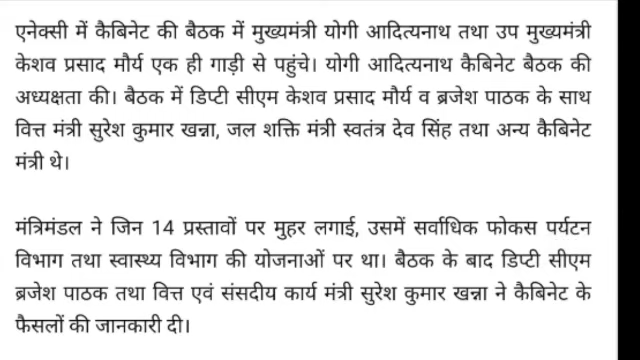 एनेक्सी में कैबिनेट की बैठक में मुख्यमंत्री योगी आदित्यनाथ तथा उप मुख्यमंत्री
केशव प्रसाद मौर्य एक ही गाड़ी से पहुंचे। योगी आदित्यनाथ कैबिनेट बैठक की
अध्यक्षता की। बैठक में डिप्टी सीएम केशव प्रसाद मौर्य व ब्रजेश पाठक के साथ
वित्त मंत्री सुरेश कुमार खन्ना, जल शक्ति मंत्री स्वतंत्र देव सिंह तथा अन्य कैबिनेट
मंत्री थे।
मंत्रिमंडल ने जिन 14 प्रस्तावों पर मुहर लगाई, उसमें सर्वाधिक फोकस पर्यटन
विभाग तथा स्वास्थ्य विभाग की योजनाओं पर था। बैठक के बाद डिप्टी सीएम
ब्रजेश पाठक तथा वित्त एवं संसदीय कार्य मंत्री सुरेश कुमार खन्ना ने कैबिनेट के
फैसलों की जानकारी दी।